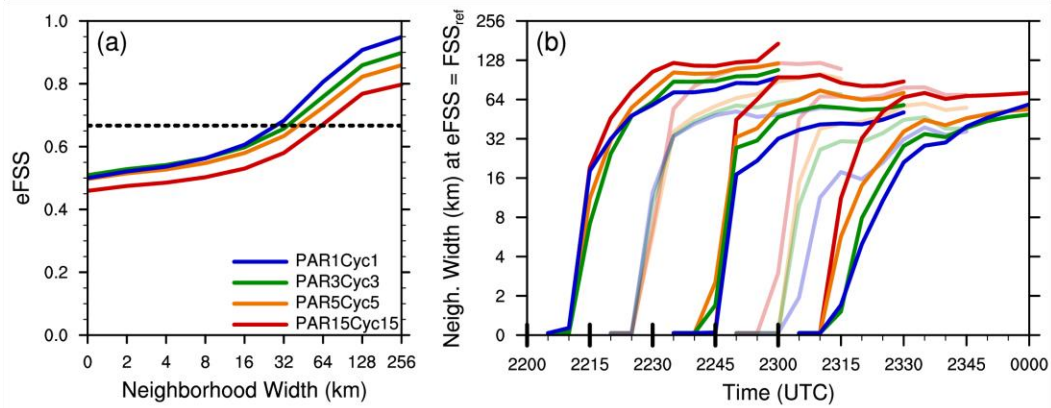 (a)
eFSS
1.0
0.8
0.6
0.4
0.2
0.0
PAR1Cyc1
PAR3Cyc3
PAR5Cyc5
PAR15Cyc15
0 2 4 8 16 32 64 128 256
Neighborhood Width (km)
(b)
Neigh. Width (km) at eFSS = FSSref
256
128
64
32
16
8
4
2
0
2200 2215 2230 2245 2300 2315 2330 2345 0000
Time (UTC)